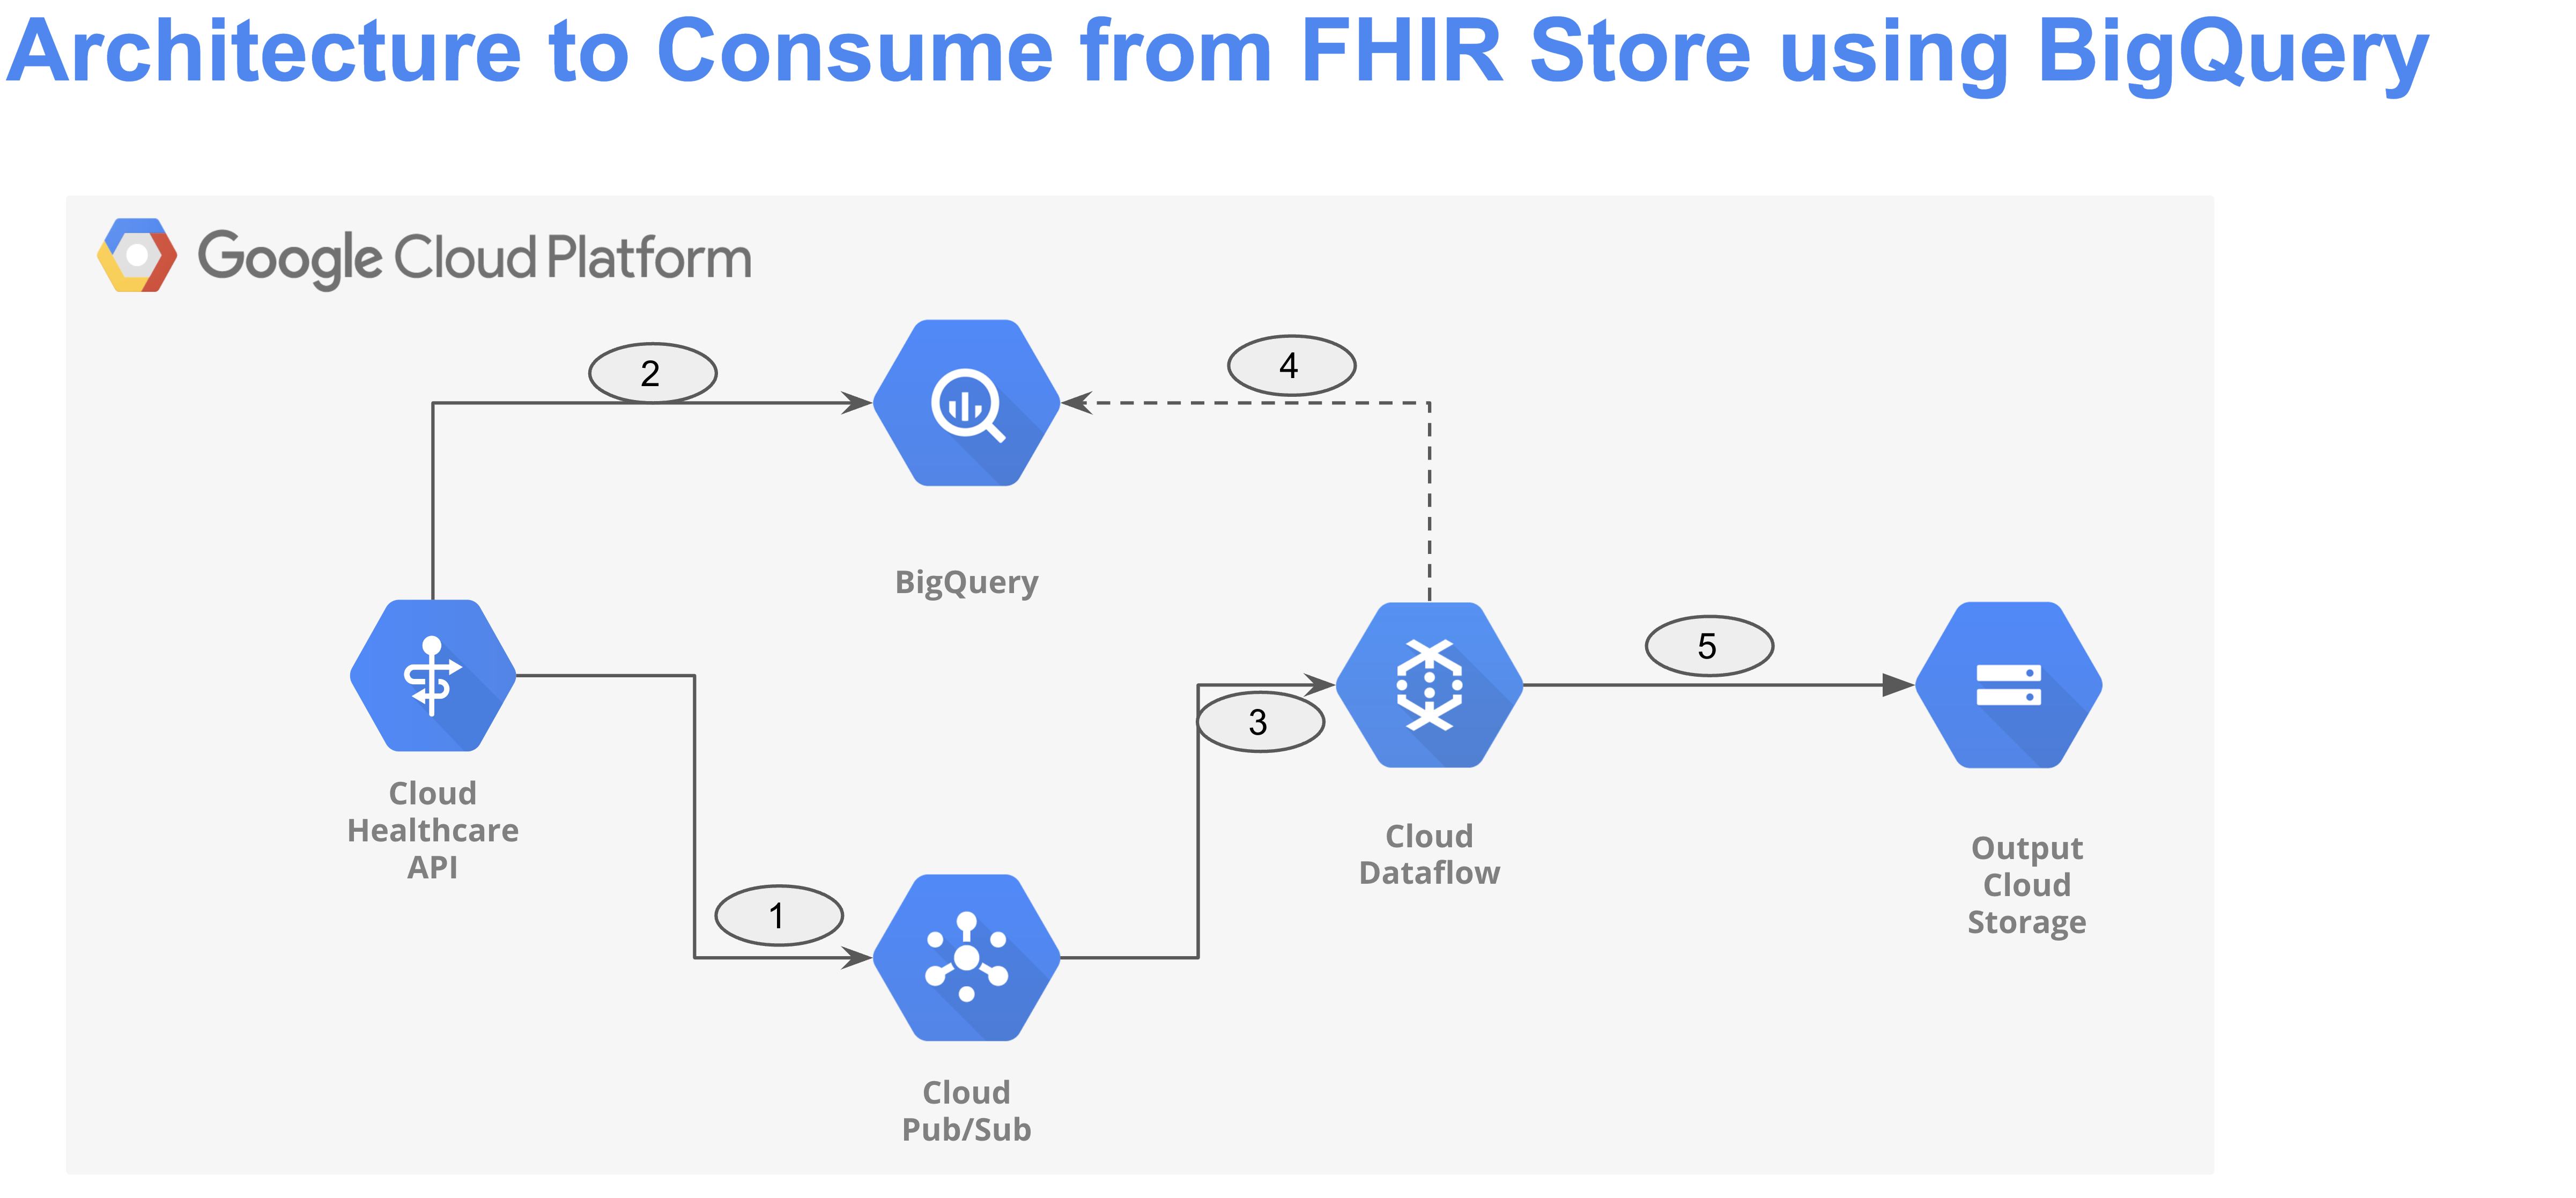 Architecture to Consume from FHIR Store using BigQuery
Google Cloud Platform
2
4
BigQuery
5
3
Cloud
Healthcare
API
Cloud
Dataflow
Output
Cloud
Storage
1
Cloud
Pub/Sub